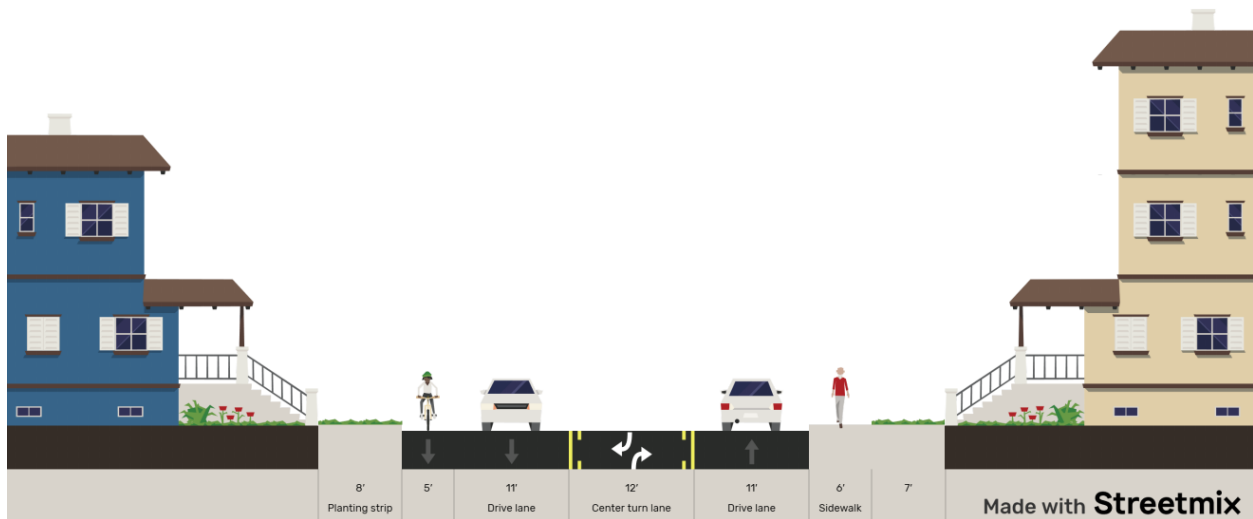 8′ 5′ 11′ 12′ 11′ 6′ 7′
Planting strip Drive lane Center turn lane Drive lane Sidewalk
Made with Streetmix